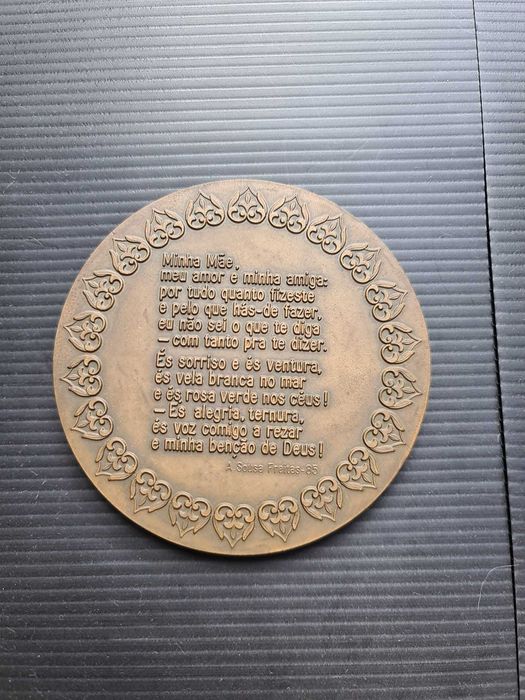 Minha Mãe,
meu amor e minha amiga:
por tudo quanto fizeste
e pelo que hás-de fazer,
eu não sei o que te diga
— com tanto pra te dizer.
És sorriso e és ventura,
és vela branca no mar
e és rosa verde nos céus!
— És alegria, ternura,
és voz comigo a rezar
e minha benção de Deus!
A. Sousa Freitas-85